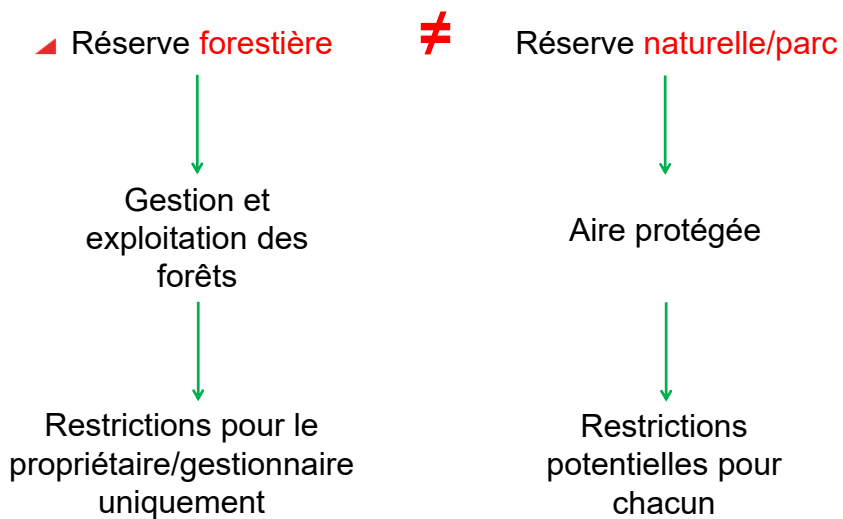 Réserve forestière
≠
Réserve naturelle/parc
Gestion et
exploitation des
forêts
Aire protégée
Restrictions pour le
propriétaire/gestionnaire
uniquement
Restrictions
potentielles pour
chacun